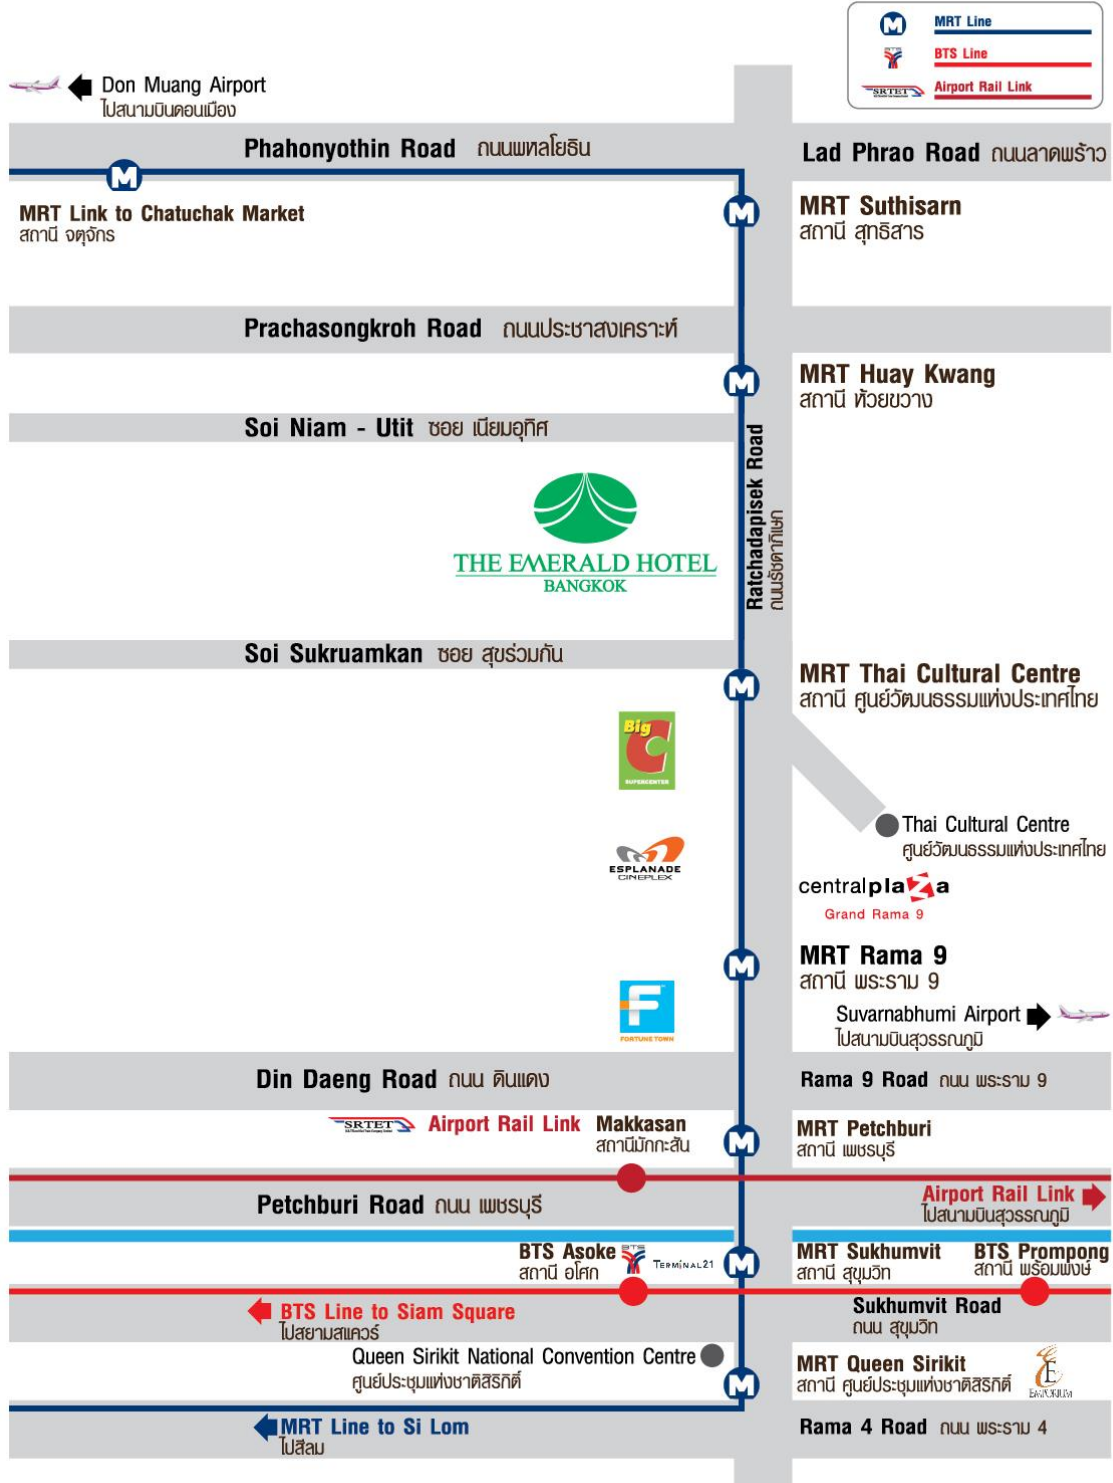 MRT Line
BTS
BTS Line
SRTET
Airport Rail Link
Don Muang Airport
ไปสนามบินดอนเมือง
Phahonyothin Road ถนนพหลโยธิน
Lad Phrao Road ถนนลาดพร้าว
M
MRT Link to Chatuchak Market
สถานี จตุจักร
M
MRT Suthisarn
สถานี สุทธิสาร
Prachasongkroh Road ถนนประชาสงเคราะห์
M
MRT Huay Kwang
สถานี ห้วยขวาง
Soi Niam - Utit ซอย เนียมอุทิศ
Ratchadapisek Road
ถนนรัชดาภิเษก
THE EMERALD HOTEL
BANGKOK
Soi Sukruamkan ซอย สุขร่วมกัน
M
MRT Thai Cultural Centre
สถานี ศูนย์วัฒนธรรมแห่งประเทศไทย
Big
C
SUPERCENTER
Thai Cultural Centre
ศูนย์วัฒนธรรมแห่งประเทศไทย
ESPLANADE
CINEPLEX
centralplaza
Grand Rama 9
M
MRT Rama 9
สถานี พระราม 9
F
FORTUNE TOWN
Suvarnabhumi Airport
ไปสนามบินสุวรรณภูมิ
Din Daeng Road ถนน ดินแดง
Rama 9 Road ถนน พระราม 9
SRTET
Airport Rail Link Makkasan
สถานีมักกะสัน
M
MRT Petchburi
สถานี เพชรบุรี
Petchburi Road ถนน เพชรบุรี
Airport Rail Link
ไปสนามบินสุวรรณภูมิ
BTS Asoke
สถานี อโศก
BTS
TERMINAL21
M
MRT Sukhumvit
สถานี สุขุมวิท
BTS Prompong
สถานี พร้อมพงษ์
BTS Line to Siam Square
ไปสยามสแควร์
Sukhumvit Road
ถนน สุขุมวิท
Queen Sirikit National Convention Centre
ศูนย์ประชุมแห่งชาติสิริกิติ์
M
MRT Queen Sirikit
สถานี ศูนย์ประชุมแห่งชาติสิริกิติ์
E
EMPORIUM
MRT Line to Si Lom
ไปสีลม
Rama 4 Road ถนน พระราม 4